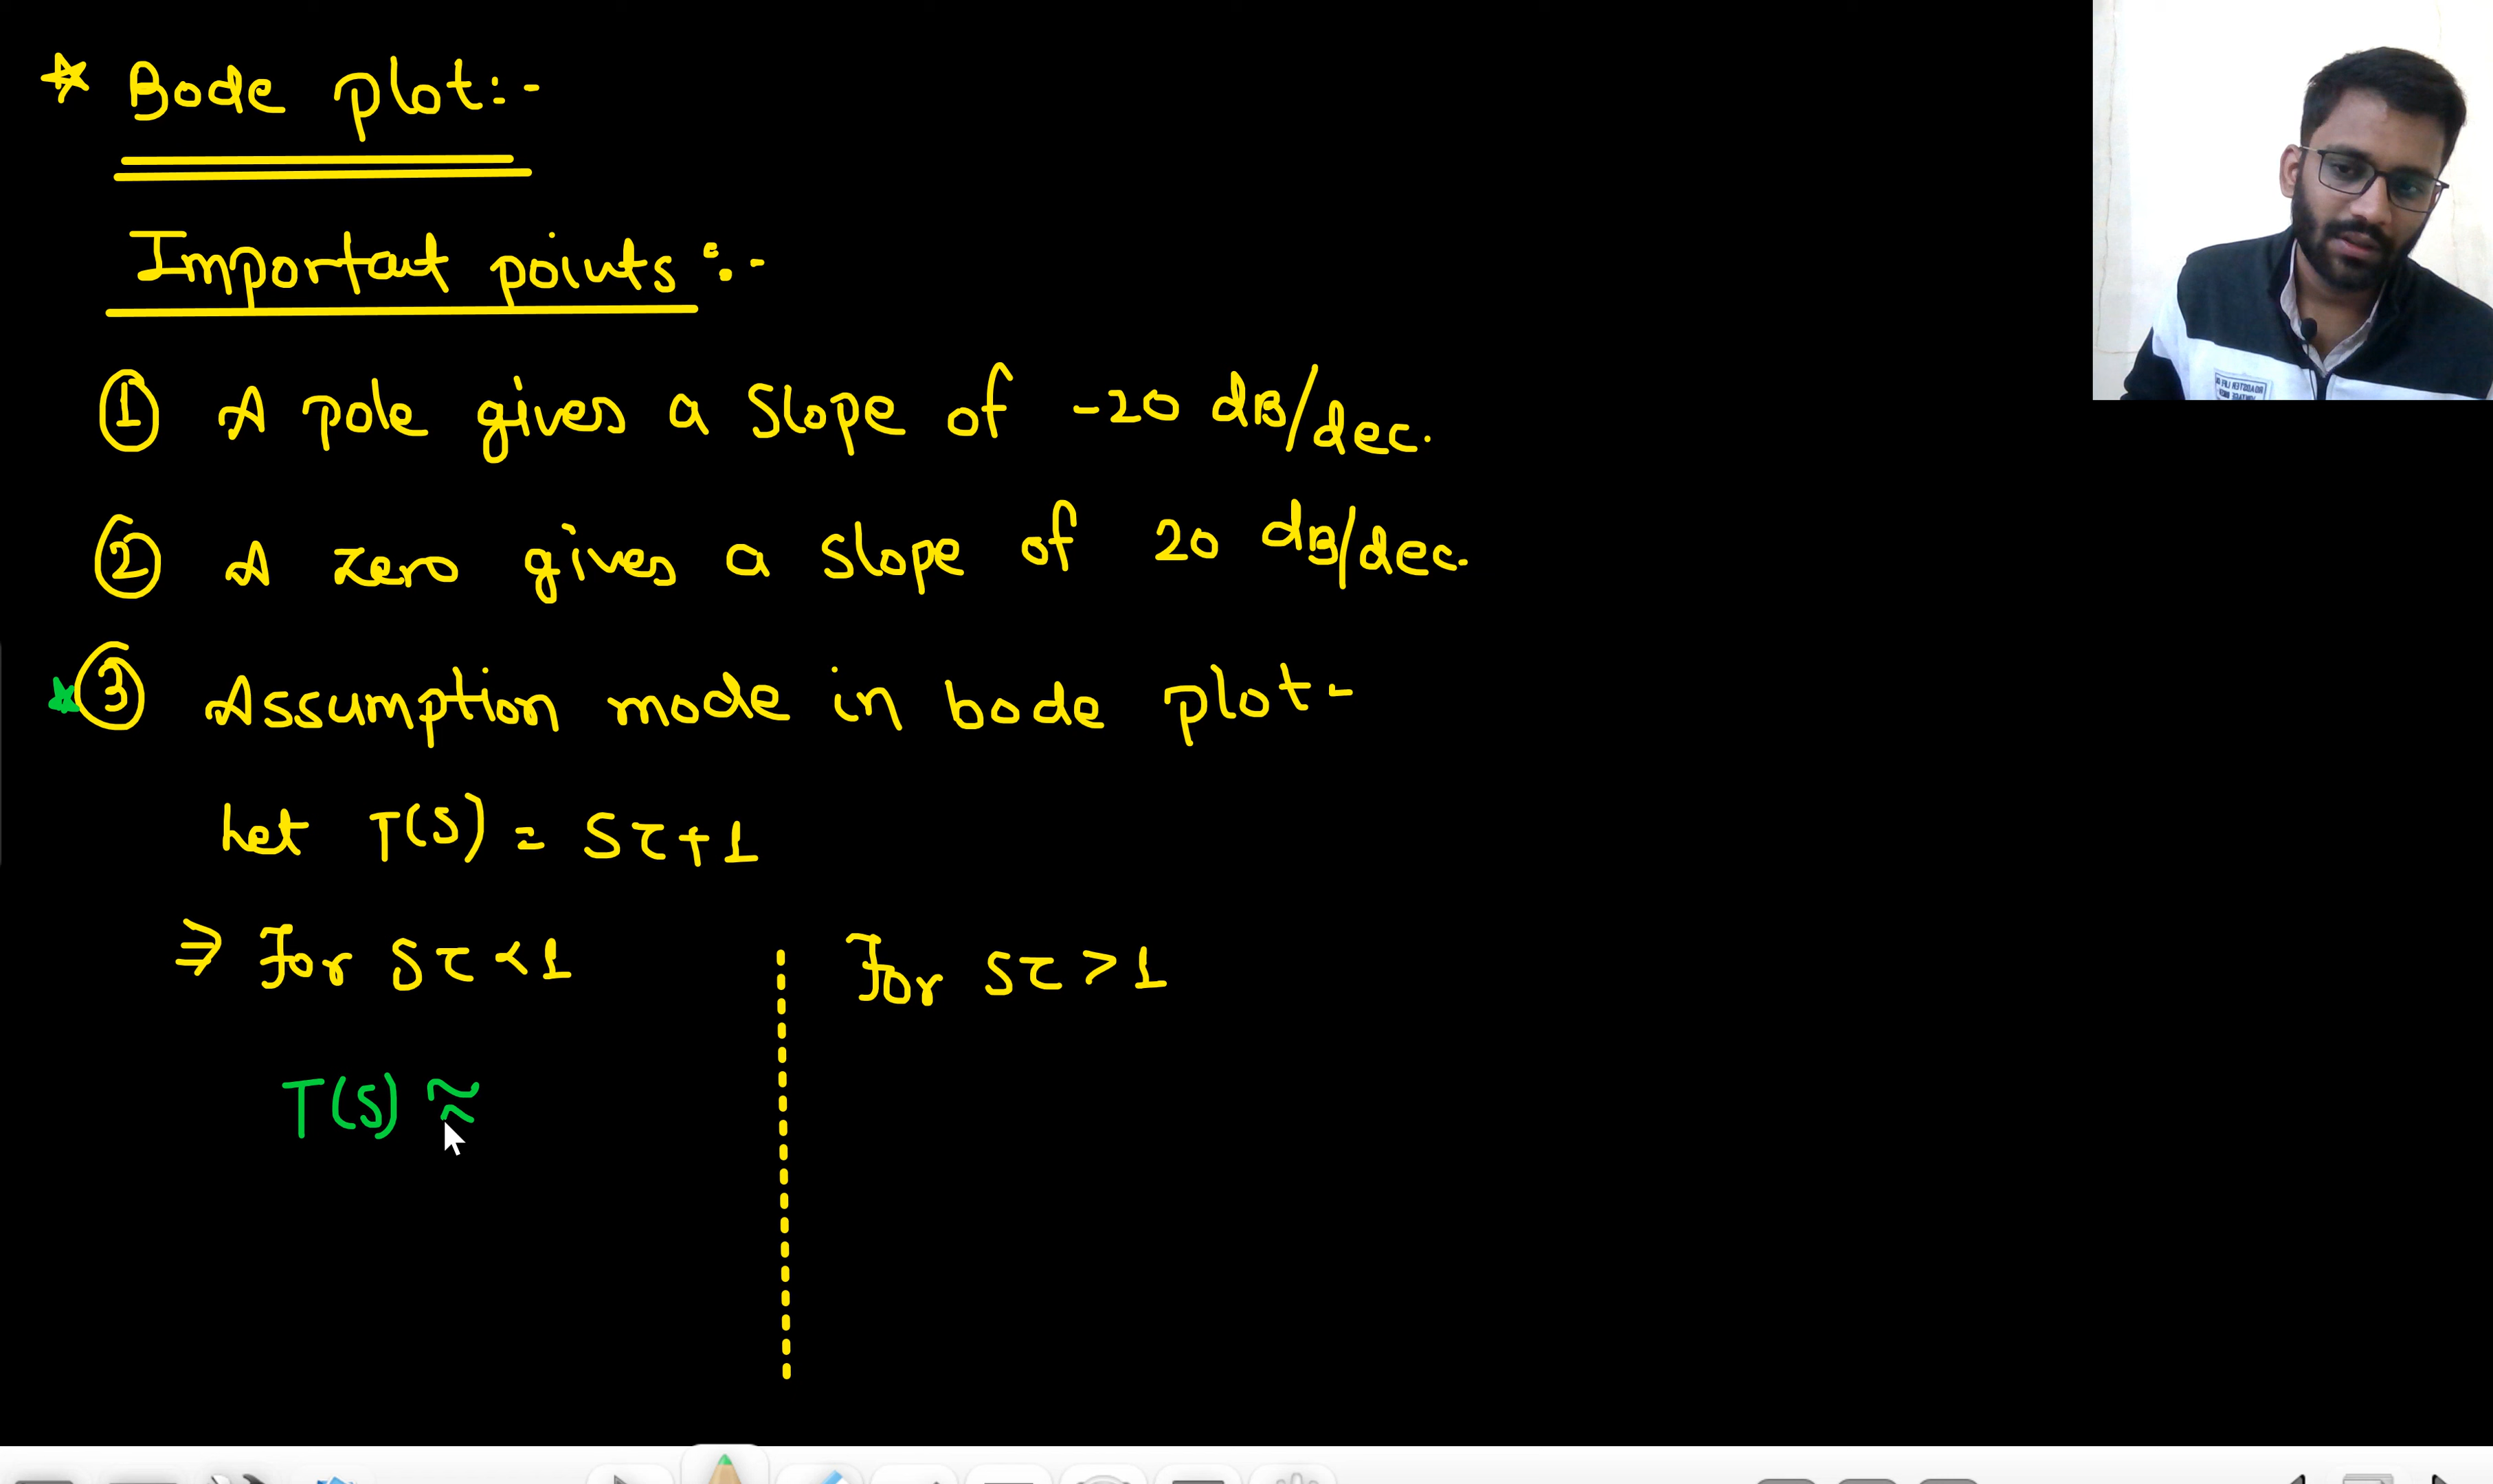 * Bode plot:-
Important points:-
① A pole gives a slope of -20 dB/dec.
② A zero gives a slope of 20 dB/dec.
* ③ Assumption mode in bode plot-
Let T(S) = Sτ+1
⇒ For Sτ<1
For Sτ>1
T(S) ≈